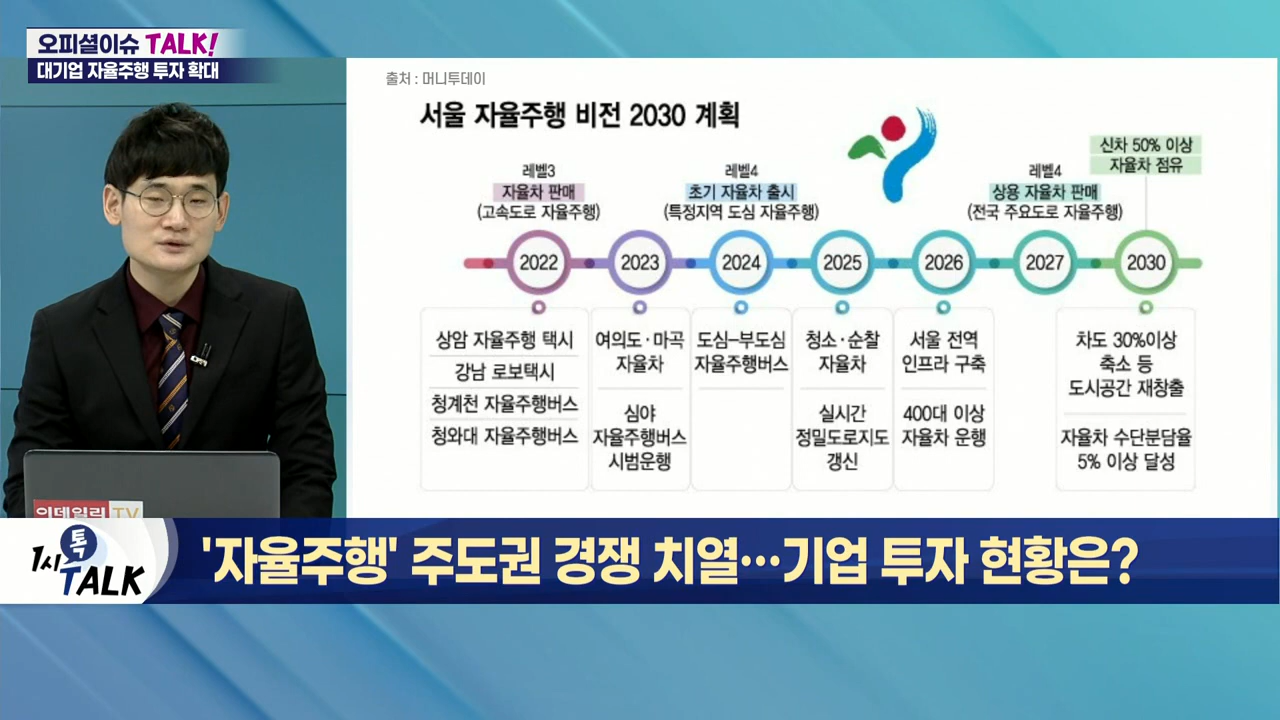 오피셜이슈 TALK!
대기업 자율주행 투자 확대
출처 : 머니투데이
서울 자율주행 비전 2030 계획
레벨3
자율차 판매
(고속도로 자율주행)
레벨4
초기 자율차 출시
(특정지역 도심 자율주행)
레벨4
상용 자율차 판매
(전국 주요도로 자율주행)
신차 50% 이상
자율차 점유
2022
2023
2024
2025
2026
2027
2030
상암 자율주행 택시
강남 로보택시
청계천 자율주행버스
청와대 자율주행버스
여의도·마곡
자율차
심야
자율주행버스
시범운행
도심-부도심
자율주행버스
청소·순찰
자율차
실시간
정밀도로지도
갱신
서울 전역
인프라 구축
400대 이상
자율차 운행
차도 30%이상
축소 등
도시공간 재창출
자율차 수단분담율
5% 이상 달성
이데일리 TV
1시 톡
TALK
'자율주행' 주도권 경쟁 치열…기업 투자 현황은?